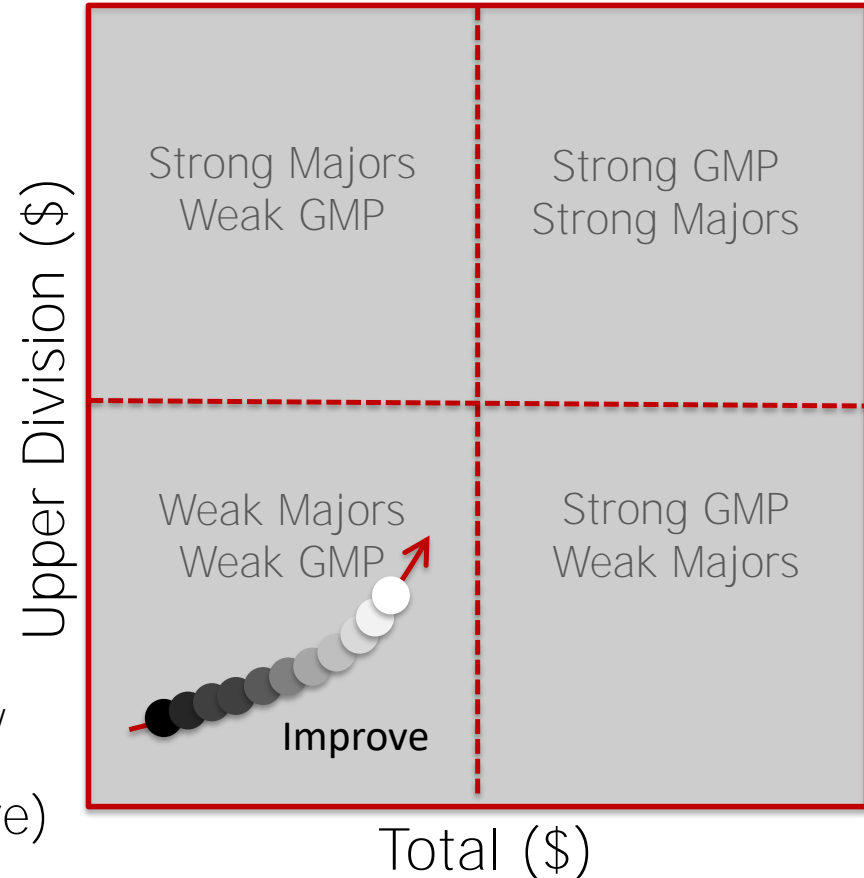 Strong Majors
Weak GMP
Strong GMP
Strong Majors
Upper Division ($)
Weak Majors
Weak GMP
Strong GMP
Weak Majors
Improve
Total ($)